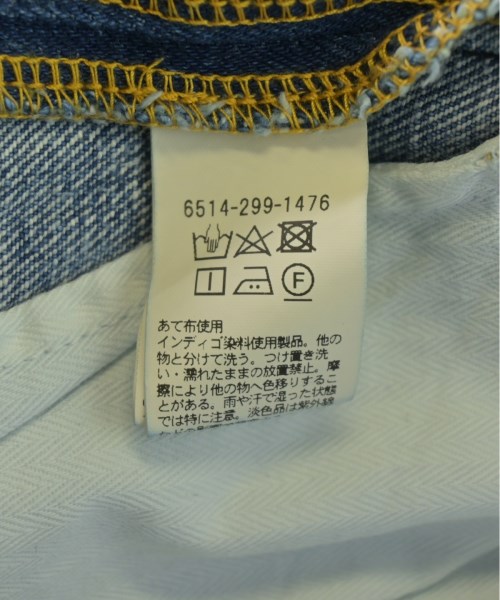 6514-299-1476
F
あて布使用
インディゴ染料使用製品。他の
物と分けて洗う。つけ置き洗
い・濡れたままの放置禁止。摩
擦により他の物へ色移りするこ
とがある。雨や汗で湿った状態
では特に注意。淡色品は紫外線